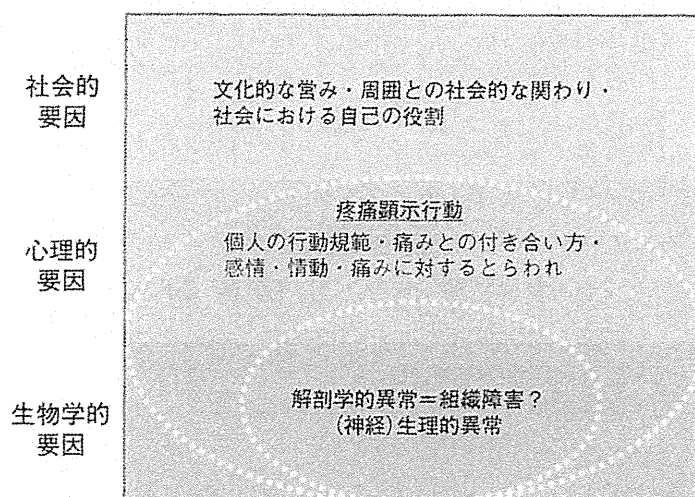 社会的
要因
文化的な営み・周囲との社会的な関わり・
社会における自己の役割
疼痛顕示行動
心理的
要因
個人の行動規範・痛みとの付き合い方・
感情・情動・痛みに対するとらわれ
生物学的
要因
解剖学的異常＝組織障害？
(神経)生理的異常